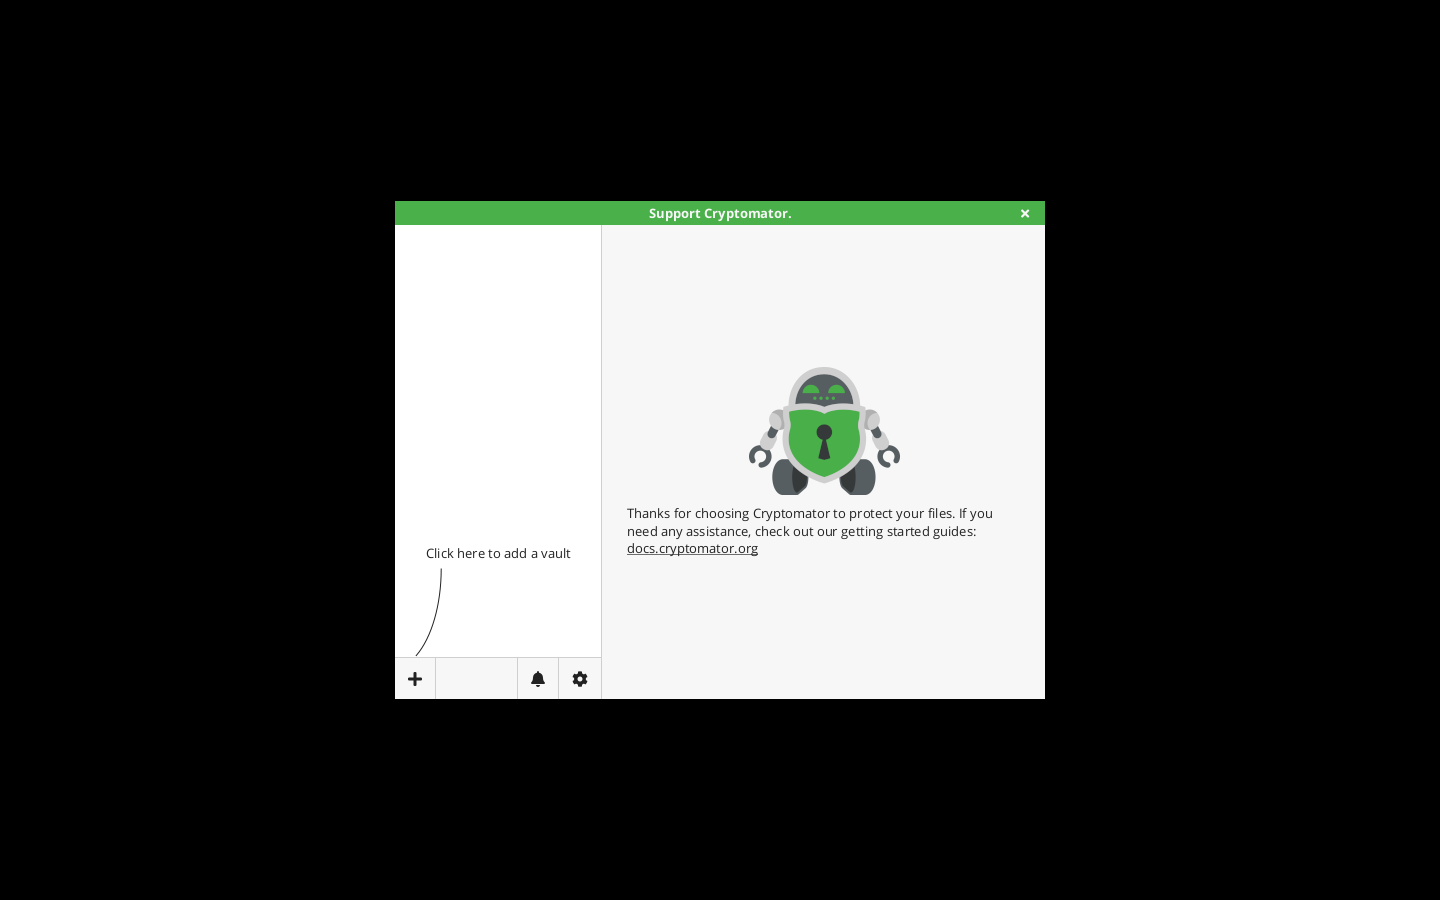 Support Cryptomator.
Thanks for choosing Cryptomator to protect your files. If you
need any assistance, check out our getting started guides:
docs.cryptomator.org
Click here to add a vault